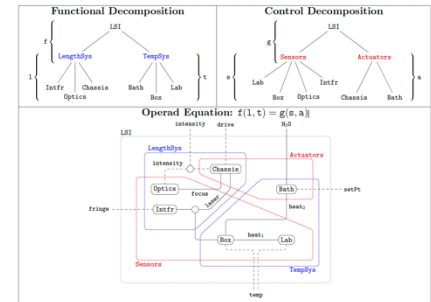 Functional Decomposition
LSI
f
LengthSys TempSys
l
t
Intfr Chassis Bath Lab
Optics Box
Control Decomposition
LSI
g
Sensors Actuators
s
a
Lab Intfr
Box Optics Chassis Bath
Operad Equation: f(l,t) = g(s,a)
intensity drive H₂O
LSI
LengthSys
Actuators
intensity
Chassis
Optics
focus
Bath
setPt
fringe
Intfr
laser
heat₂
Box
heat₁
Lab
Sensors
TempSys
temp